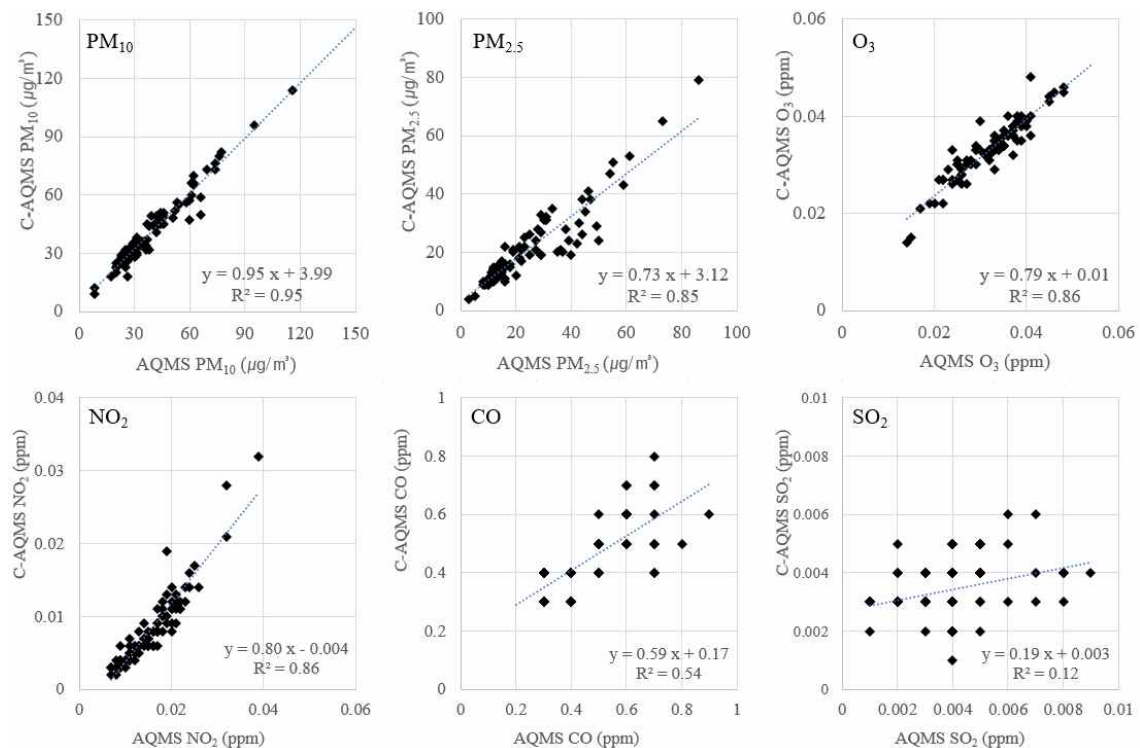 PM₁₀
C-AQMS PM₁₀ (µg/m³)
150
120
90
60
30
0
0 30 60 90 120 150
y = 0.95 x + 3.99
R² = 0.95
AQMS PM₁₀ (µg/m³)
PM₂.₅
C-AQMS PM₂.₅ (µg/m³)
100
80
60
40
20
0
0 20 40 60 80 100
y = 0.73 x + 3.12
R² = 0.85
AQMS PM₂.₅ (µg/m³)
O₃
C-AQMS O₃ (ppm)
0.06
0.04
0.02
0
0 0.02 0.04 0.06
y = 0.79 x + 0.01
R² = 0.86
AQMS O₃ (ppm)
NO₂
C-AQMS NO₂ (ppm)
0.04
0.03
0.02
0.01
0
0 0.02 0.04 0.06
y = 0.80 x - 0.004
R² = 0.86
AQMS NO₂ (ppm)
CO
C-AQMS CO (ppm)
1
0.8
0.6
0.4
0.2
0
0 0.2 0.4 0.6 0.8 1
y = 0.59 x + 0.17
R² = 0.54
AQMS CO (ppm)
SO₂
C-AQMS SO₂ (ppm)
0.01
0.008
0.006
0.004
0.002
0
0 0.002 0.004 0.006 0.008 0.01
y = 0.19 x + 0.003
R² = 0.12
AQMS SO₂ (ppm)